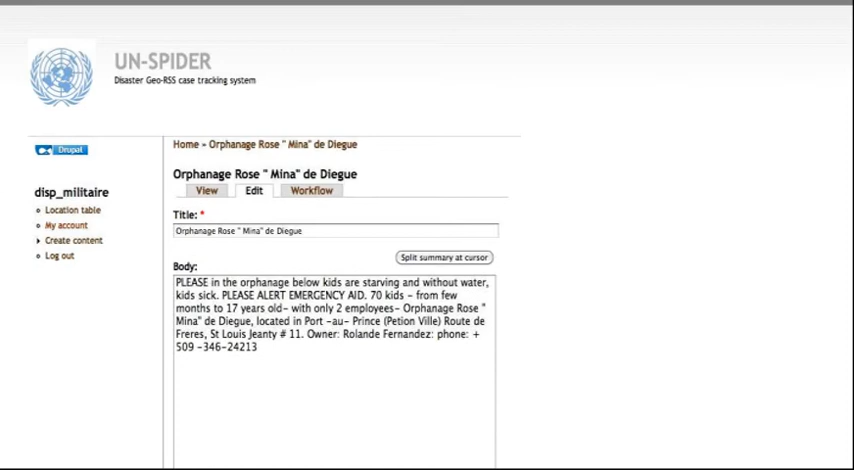 UN-SPIDER
Disaster Geo-RSS case tracking system
Drupal
Home » Orphanage Rose " Mina" de Diegue
Orphanage Rose " Mina" de Diegue
disp_militaire
View Edit Workflow
Location table
My account
Create content
Log out
Title: *
Orphanage Rose " Mina" de Diegue
Split summary at cursor
Body:
PLEASE in the orphanage below kids are starving and without water,
kids sick. PLEASE ALERT EMERGENCY AID. 70 kids - from few
months to 17 years old- with only 2 employees- Orphanage Rose "
Mina" de Diegue, located in Port -au- Prince (Petion Ville) Route de
Freres, St Louis Jeanty # 11. Owner: Rolande Fernandez: phone: +
509 -346-24213